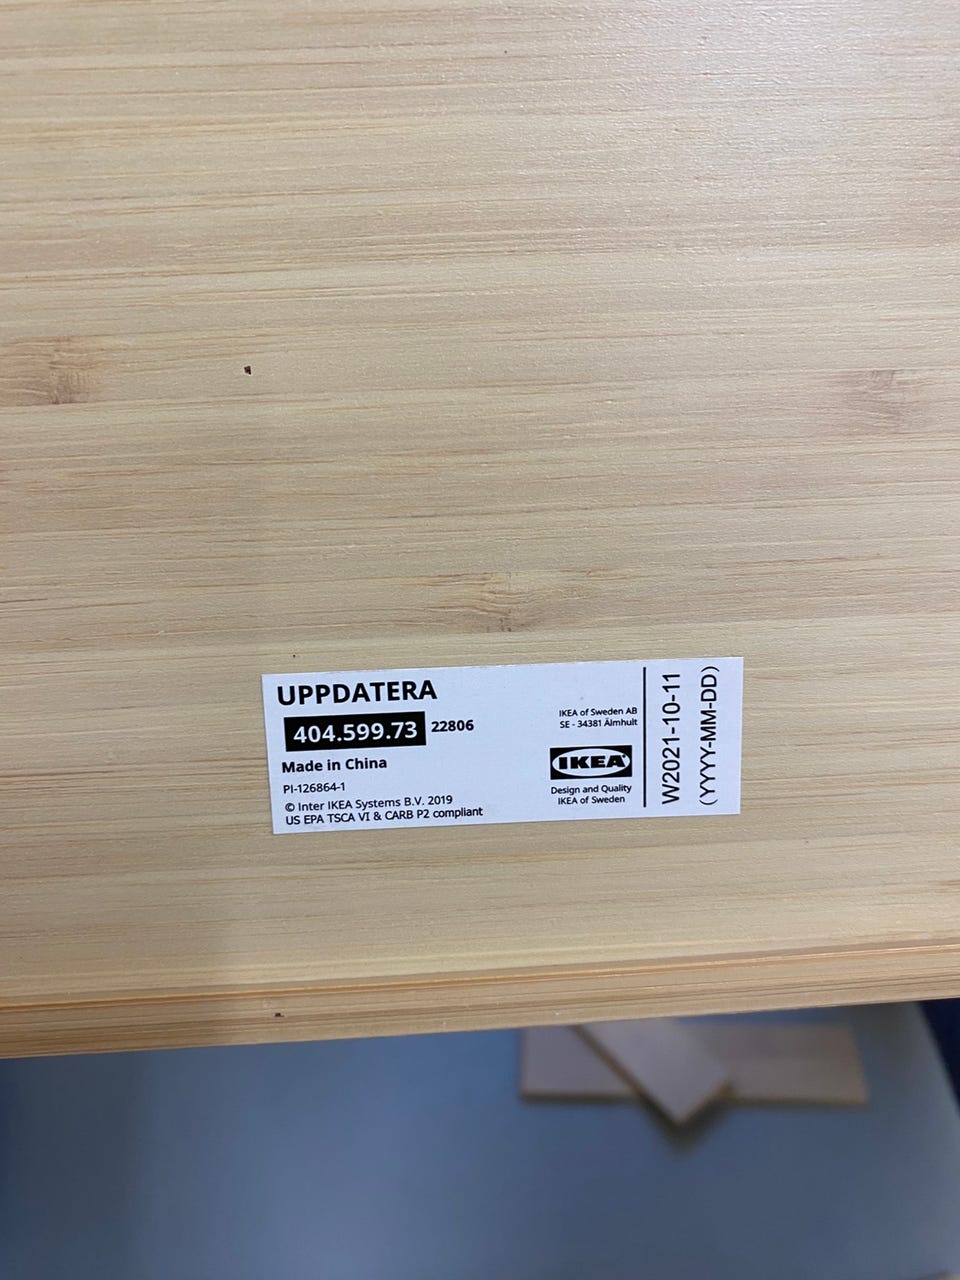 UPPDATERA
404.599.73 22806
Made in China
PI-126864-1
© Inter IKEA Systems B.V. 2019
US EPA TSCA VI & CARB P2 compliant
IKEA of Sweden AB
SE - 34381 Älmhult
IKEA
Design and Quality
IKEA of Sweden
W2021-10-11
(YYYY-MM-DD)